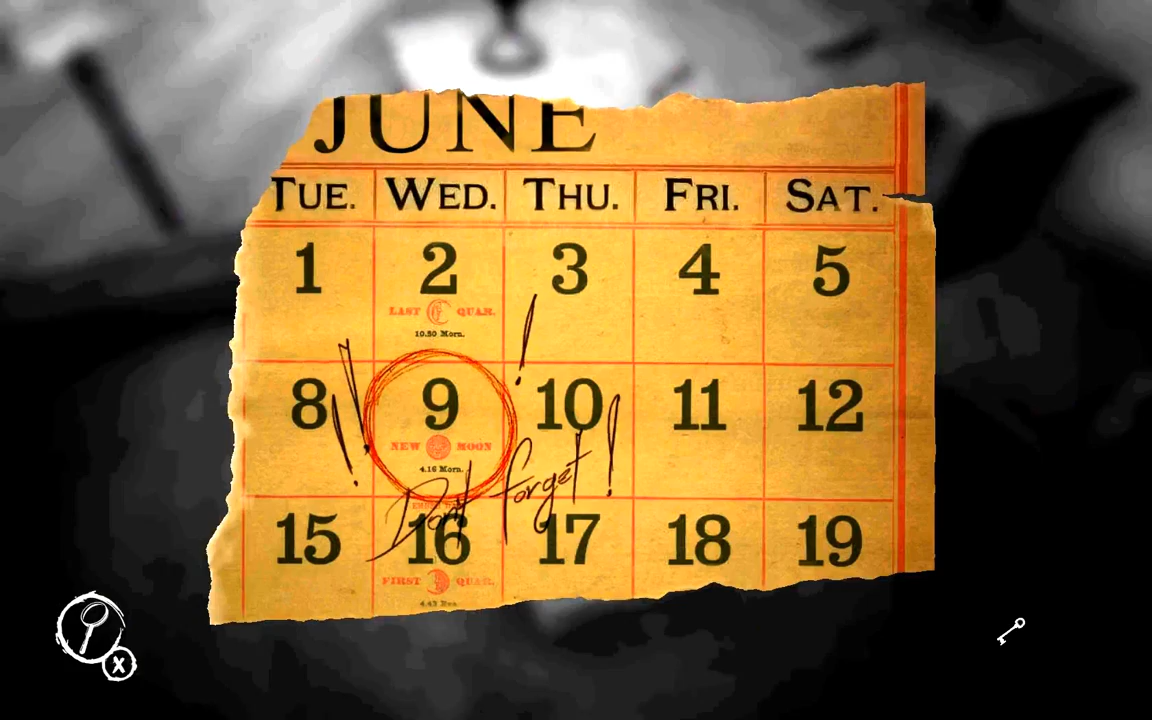 JUNE
TUE. WED. THU. FRI. SAT.
1 2 3 4 5
LAST QUAR.
10.50 Morn.
!
8 9 10 11 12
NEW MOON
4.16 Morn.
Don't forget!
15 16 17 18 19
FIRST QUAR.
X